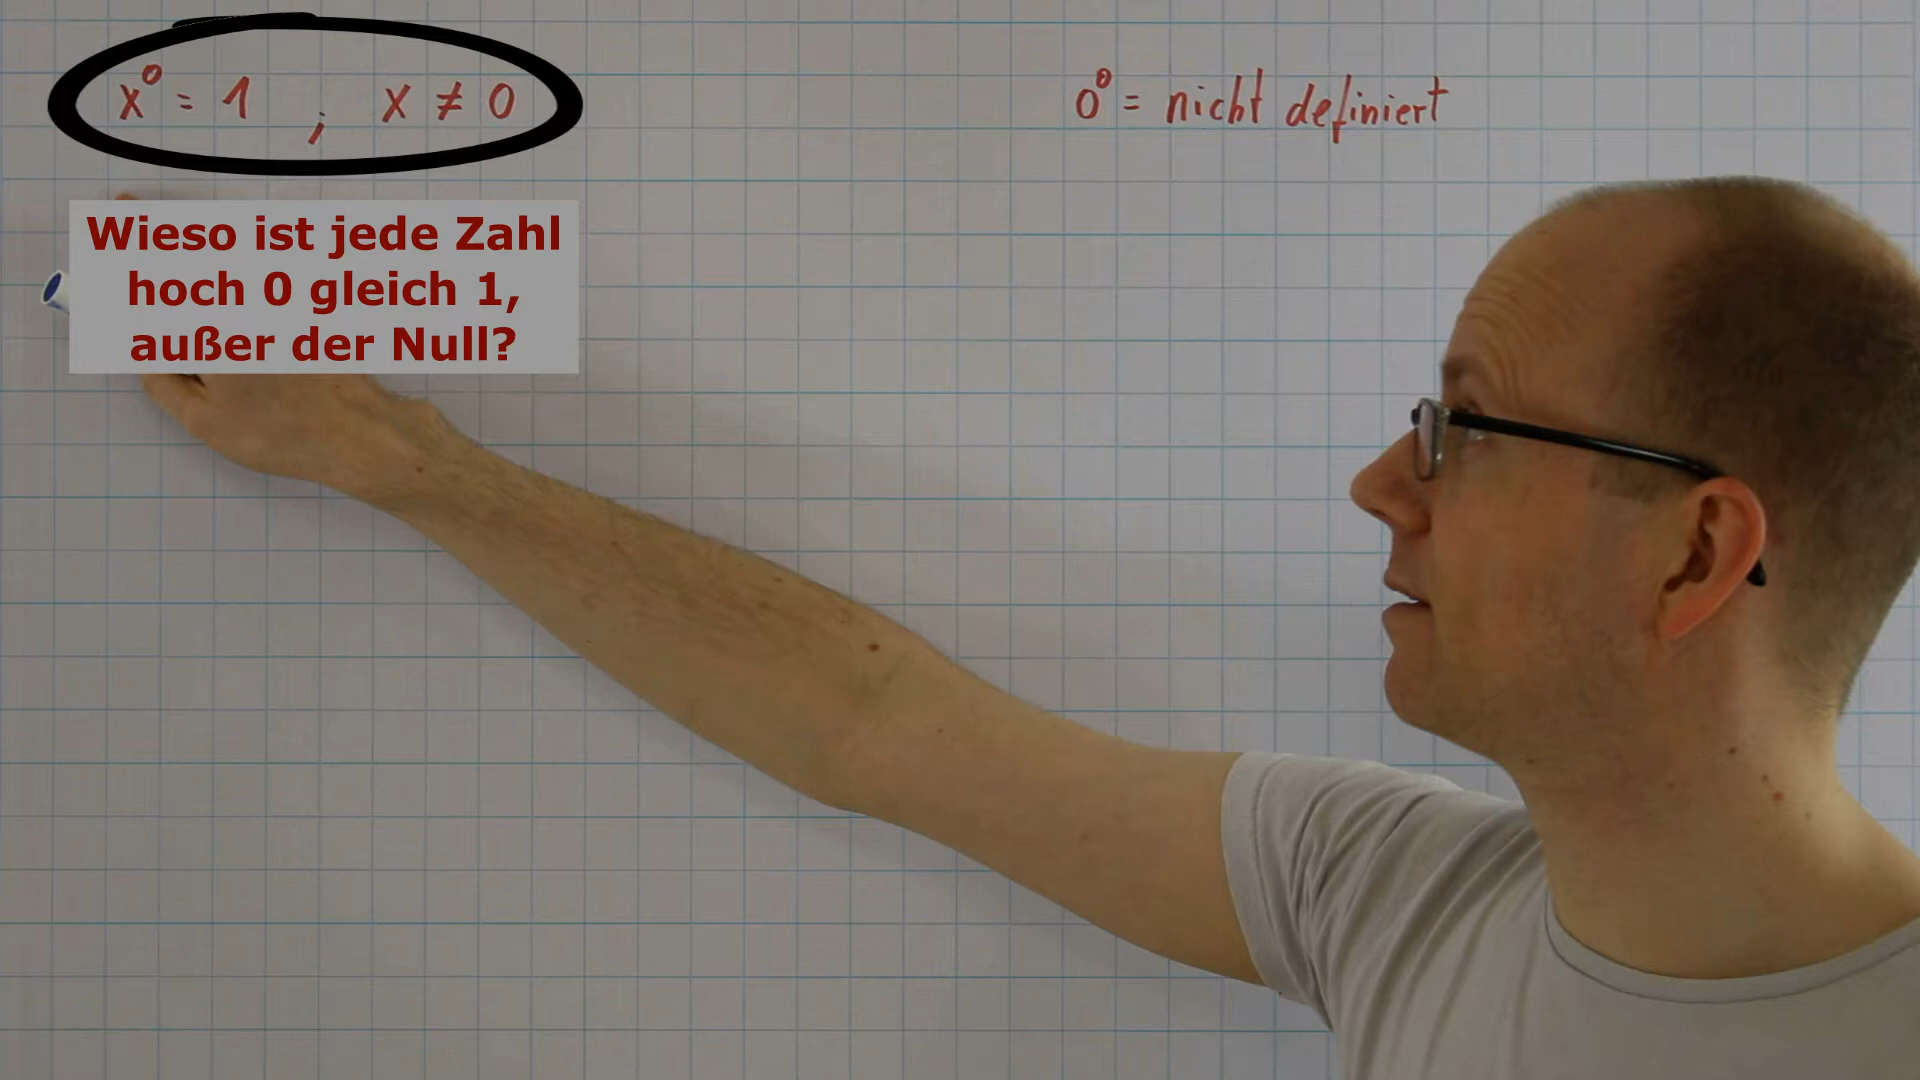 x⁰ = 1 ; x ≠ 0
0⁰ = nicht definiert
Wieso ist jede Zahl
hoch 0 gleich 1,
außer der Null?